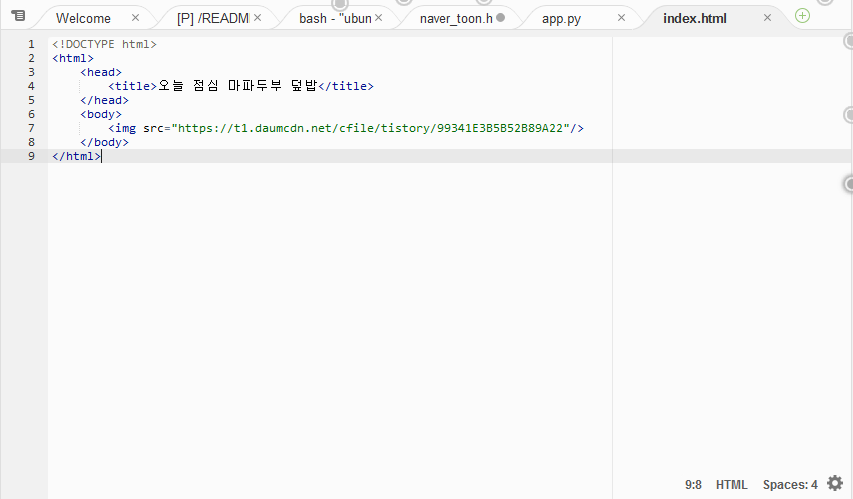 Welcome
[P] /README
bash - "ubun
naver_toon.h
app.py
index.html
1 <!DOCTYPE html>
2 <html>
3 <head>
4 <title>오늘 점심 마파두부 덮밥</title>
5 </head>
6 <body>
7 <img src="https://t1.daumcdn.net/cfile/tistory/99341E3B5B52B89A22"/>
8 </body>
9 </html>
9:8 HTML Spaces: 4